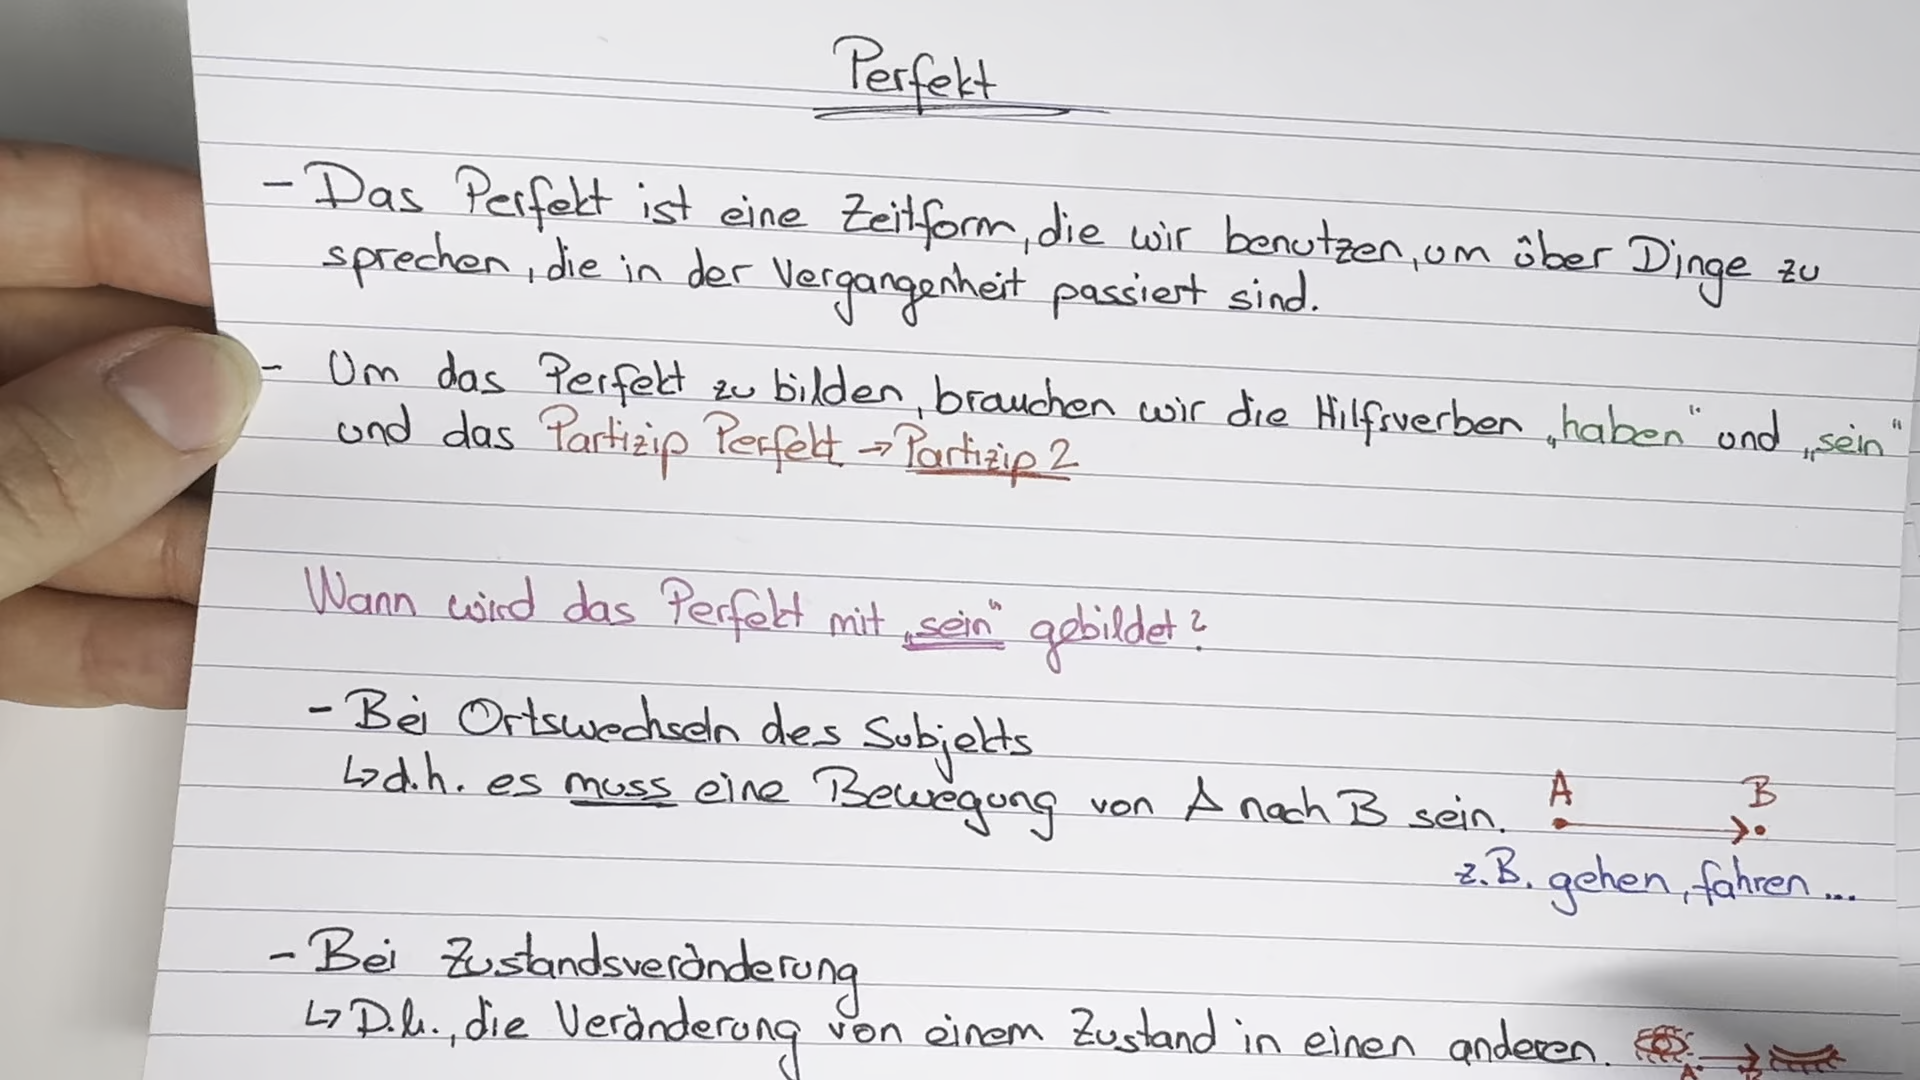 Perfekt
- Das Perfekt ist eine Zeitform, die wir benutzen, um über Dinge zu
sprechen, die in der Vergangenheit passiert sind.
- Um das Perfekt zu bilden, brauchen wir die Hilfsverben „haben“ und „sein“
und das Partizip Perfekt → Partizip 2
Wann wird das Perfekt mit „sein“ gebildet?
- Bei Ortswechseln des Subjekts
↳ d.h. es muss eine Bewegung von A nach B sein.
A B
z.B. gehen, fahren...
- Bei Zustandsveränderung
↳ D.h., die Veränderung von einem Zustand in einen anderen.
A B